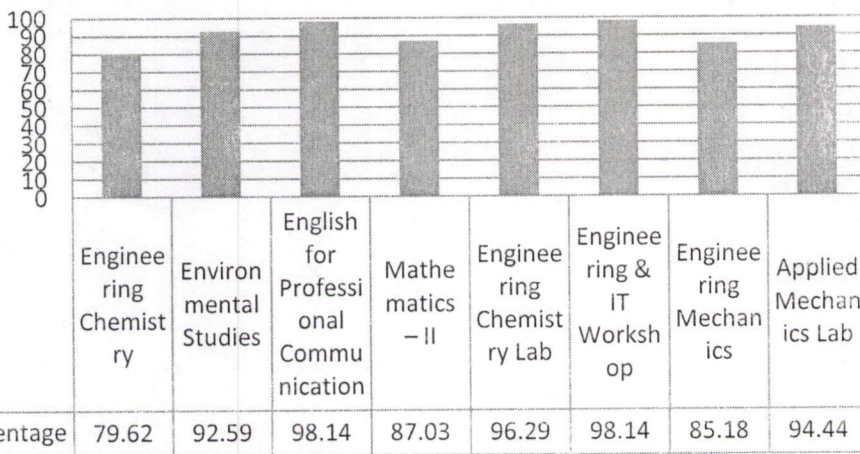 100
90
80
70
60
50
40
30
20
10
0
Enginee
ring
Chemist
ry
Environ
mental
Studies
English
for
Professi
onal
Commu
nication
Mathe
matics
– II
Enginee
ring
Chemist
ry Lab
Enginee
ring &
IT
Worksh
op
Enginee
ring
Mechan
ics
Applied
Mechan
ics Lab
entage 79.62 92.59 98.14 87.03 96.29 98.14 85.18 94.44